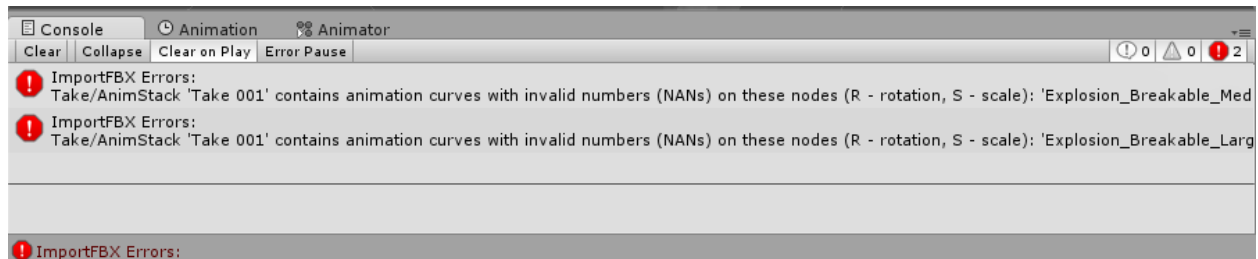 Console Animation Animator
Clear Collapse Clear on Play Error Pause 0 0 2
ImportFBX Errors:
Take/AnimStack 'Take 001' contains animation curves with invalid numbers (NANs) on these nodes (R - rotation, S - scale): 'Explosion_Breakable_Med
ImportFBX Errors:
Take/AnimStack 'Take 001' contains animation curves with invalid numbers (NANs) on these nodes (R - rotation, S - scale): 'Explosion_Breakable_Larg
ImportFBX Errors: